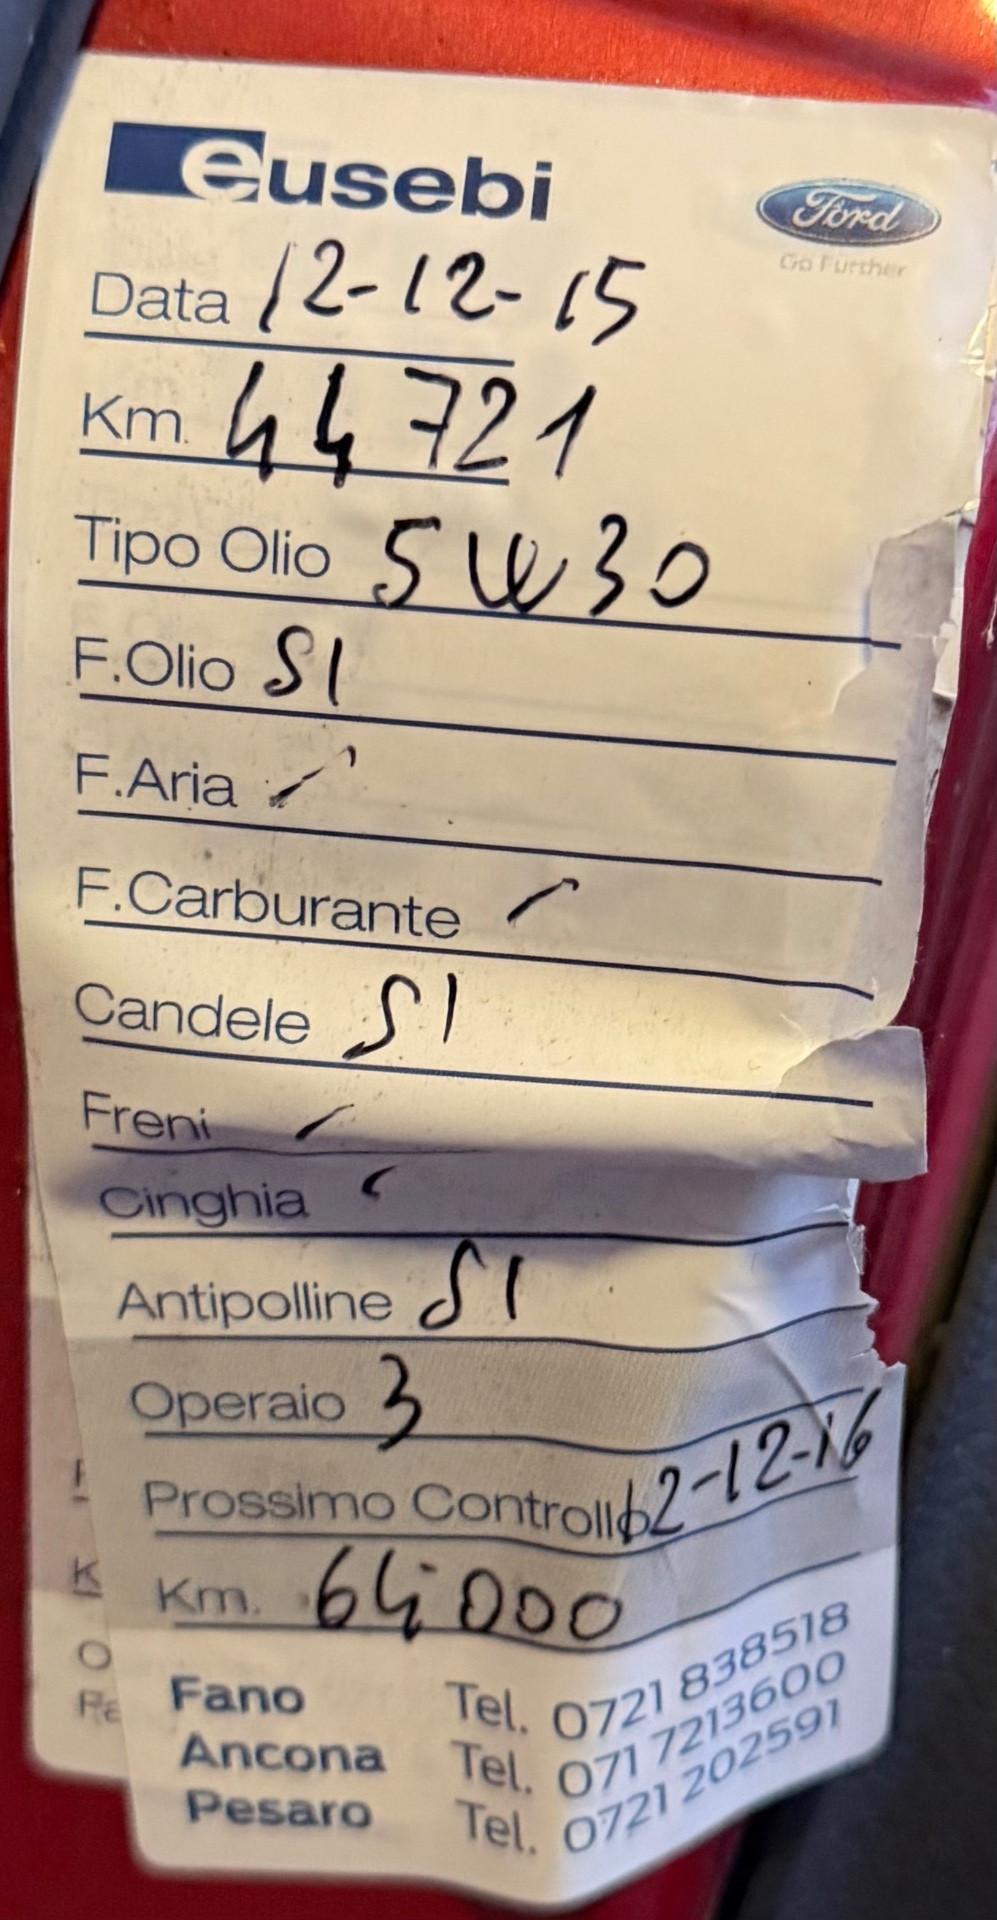 eusebi
Ford
Go Further
Data 12-12-15
Km. 44721
Tipo Olio 5W30
F.Olio SI
F.Aria /
F.Carburante /
Candele SI
Freni /
Cinghia
Antipolline SI
Operaio 3
Prossimo Controllo 12-12-16
Km. 64000
Fano Tel. 0721 838518
Ancona Tel. 071 7213600
Pesaro Tel. 0721 202591